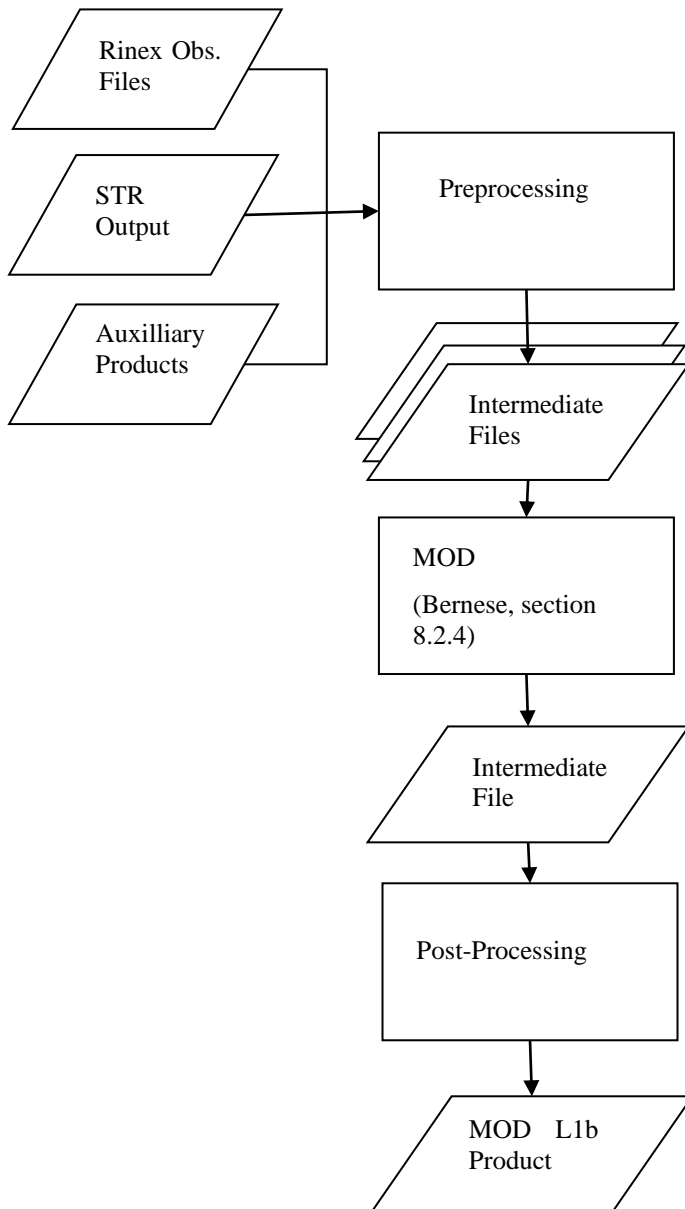 Rinex Obs.
Files
STR
Output
Auxilliary
Products
Preprocessing
Intermediate
Files
MOD
(Bernese, section
8.2.4)
Intermediate
File
Post-Processing
MOD L1b
Product